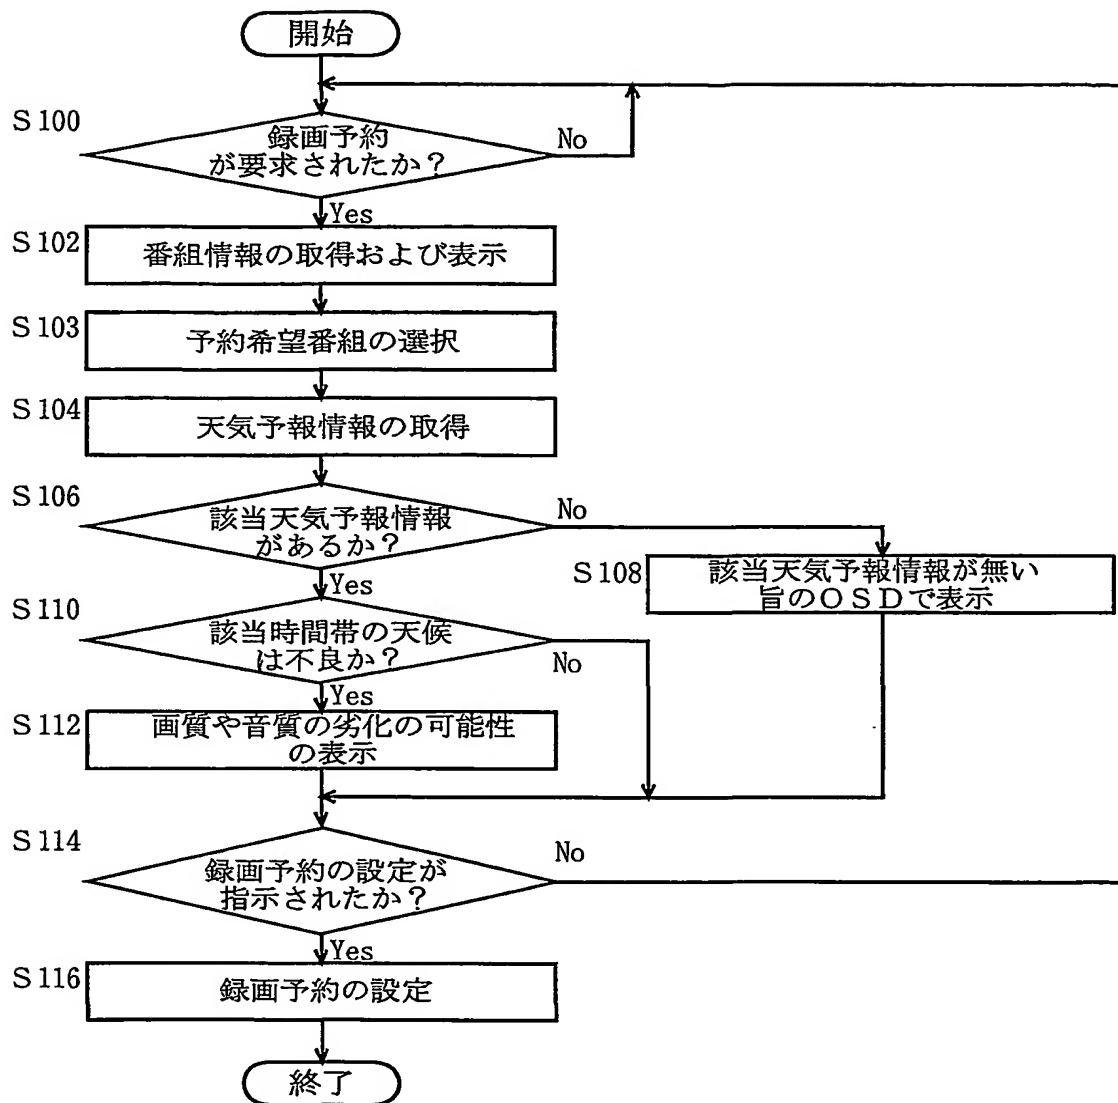 開始
S100
録画予約
が要求されたか？
No
Yes
S102
番組情報の取得および表示
S103
予約希望番組の選択
S104
天気予報情報の取得
S106
該当天気予報情報
があるか？
No
Yes
S108
該当天気予報情報が無い
旨のOSDで表示
S110
該当時間帯の天候
は不良か？
No
Yes
S112
画質や音質の劣化の可能性
の表示
S114
録画予約の設定が
指示されたか？
No
Yes
S116
録画予約の設定
終了